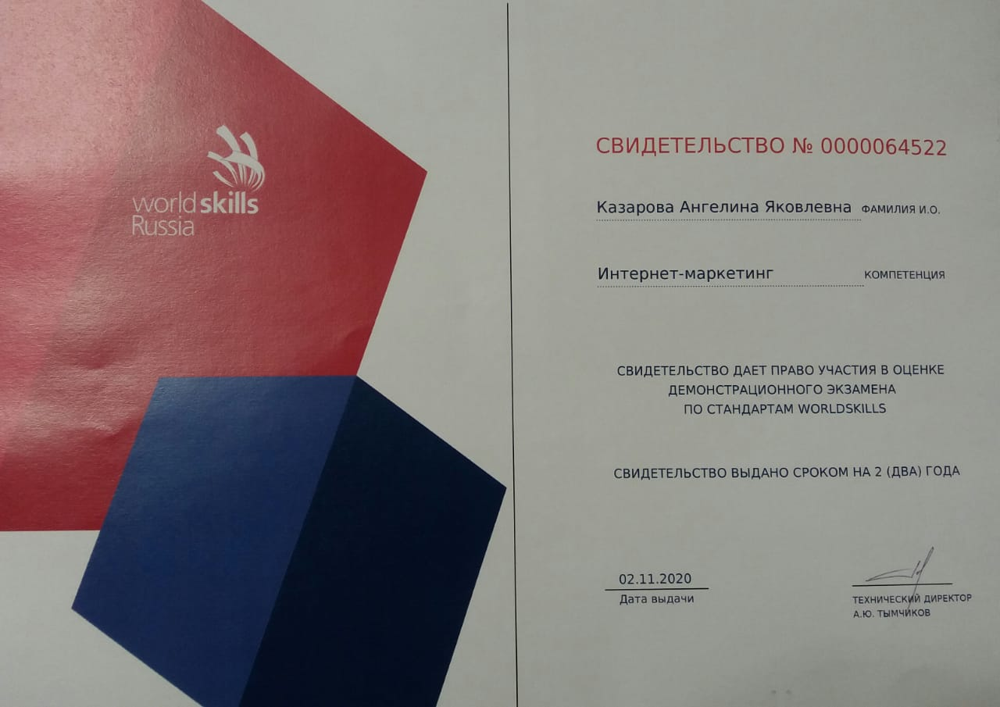 worldskills
Russia
СВИДЕТЕЛЬСТВО № 0000064522
Казарова Ангелина Яковлевна ФАМИЛИЯ И.О.
Интернет-маркетинг КОМПЕТЕНЦИЯ
СВИДЕТЕЛЬСТВО ДАЕТ ПРАВО УЧАСТИЯ В ОЦЕНКЕ
ДЕМОНСТРАЦИОННОГО ЭКЗАМЕНА
ПО СТАНДАРТАМ WORLDSKILLS
СВИДЕТЕЛЬСТВО ВЫДАНО СРОКОМ НА 2 (ДВА) ГОДА
02.11.2020
Дата выдачи
ТЕХНИЧЕСКИЙ ДИРЕКТОР
А.Ю. ТЫМЧИКОВ